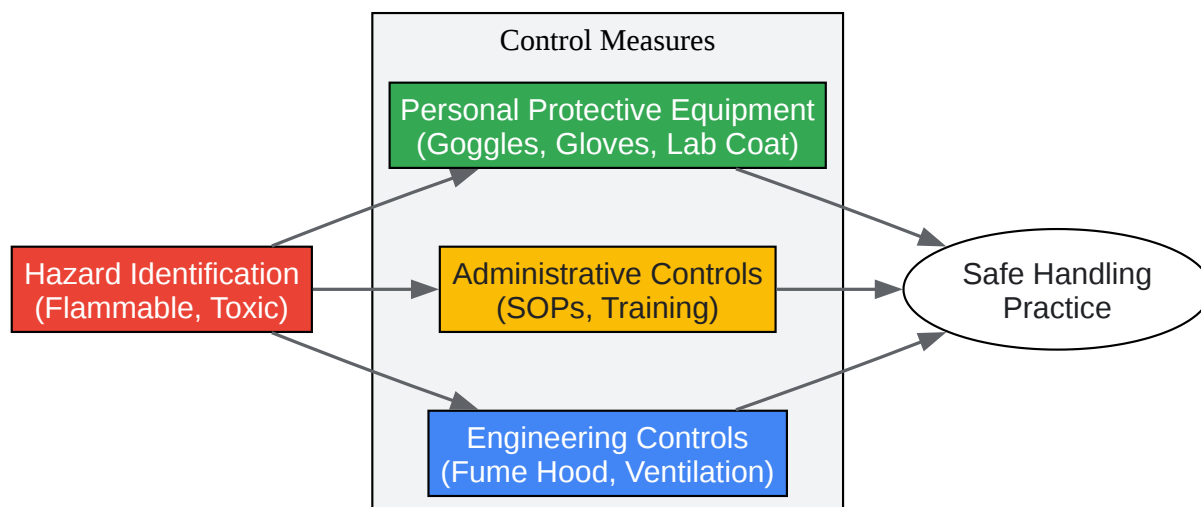 Control Measures
Personal Protective Equipment
(Goggles, Gloves, Lab Coat)
Hazard Identification
(Flammable, Toxic)
Administrative Controls
(SOPs, Training)
Safe Handling
Practice
Engineering Controls
(Fume Hood, Ventilation)